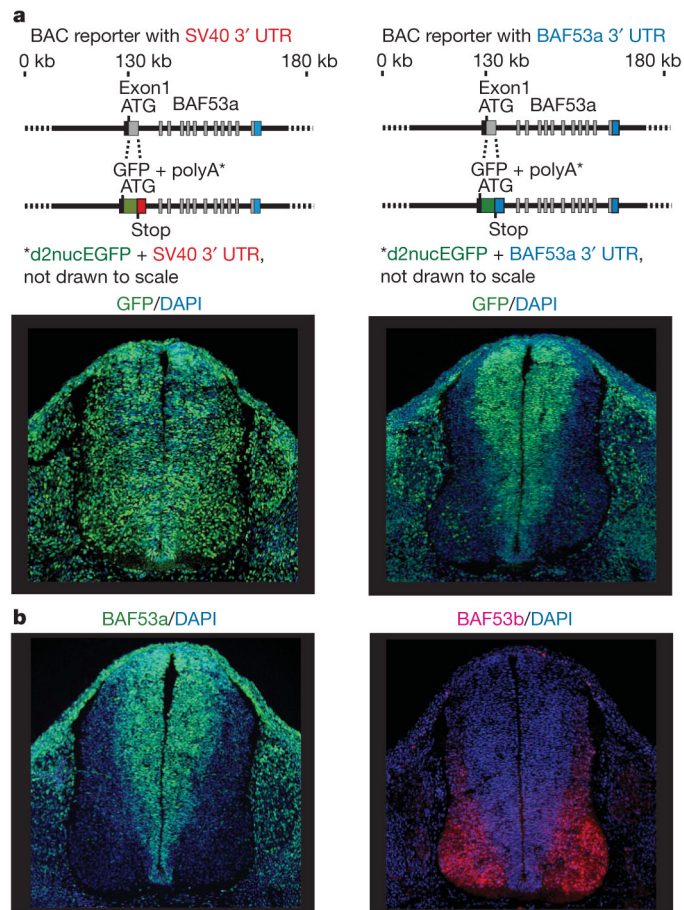 a
BAC reporter with SV40 3′ UTR
0 kb 130 kb 180 kb
Exon1
ATG BAF53a
GFP + polyA*
ATG
Stop
*d2nucEGFP + SV40 3′ UTR,
not drawn to scale
GFP/DAPI
BAC reporter with BAF53a 3′ UTR
0 kb 130 kb 180 kb
Exon1
ATG BAF53a
GFP + polyA*
ATG
Stop
*d2nucEGFP + BAF53a 3′ UTR,
not drawn to scale
GFP/DAPI
b
BAF53a/DAPI
BAF53b/DAPI